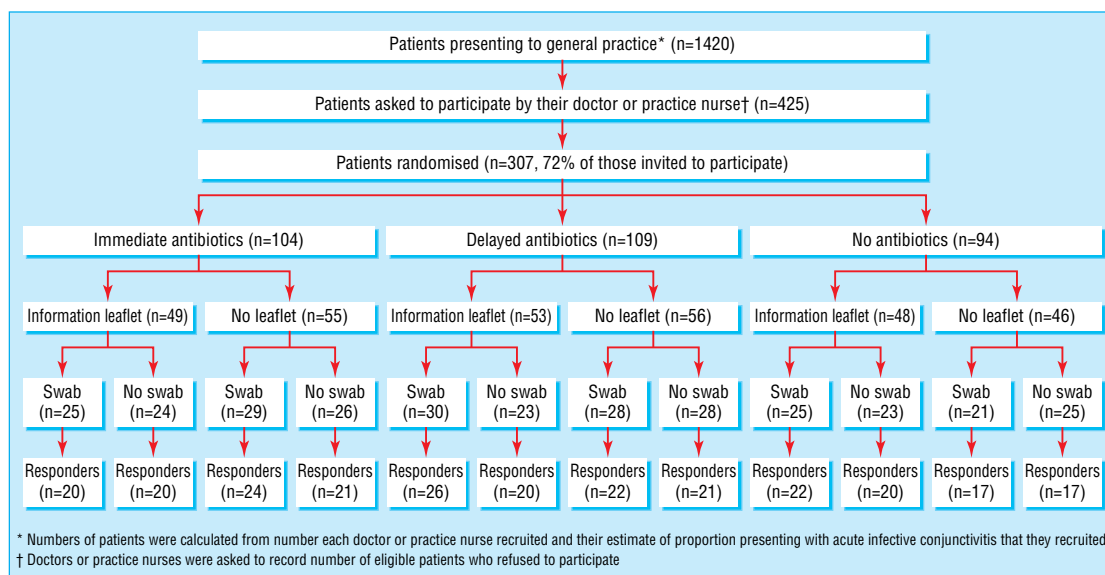 Patients presenting to general practice* (n=1420)
Patients asked to participate by their doctor or practice nurse† (n=425)
Patients randomised (n=307, 72% of those invited to participate)
Immediate antibiotics (n=104)
Delayed antibiotics (n=109)
No antibiotics (n=94)
Information leaflet (n=49)
No leaflet (n=55)
Information leaflet (n=53)
No leaflet (n=56)
Information leaflet (n=48)
No leaflet (n=46)
Swab
(n=25)
No swab
(n=24)
Swab
(n=29)
No swab
(n=26)
Swab
(n=30)
No swab
(n=23)
Swab
(n=28)
No swab
(n=28)
Swab
(n=25)
No swab
(n=23)
Swab
(n=21)
No swab
(n=25)
Responders
(n=20)
Responders
(n=20)
Responders
(n=24)
Responders
(n=21)
Responders
(n=26)
Responders
(n=20)
Responders
(n=22)
Responders
(n=21)
Responders
(n=22)
Responders
(n=20)
Responders
(n=17)
Responders
(n=17)
* Numbers of patients were calculated from number each doctor or practice nurse recruited and their estimate of proportion presenting with acute infective conjunctivitis that they recruited
† Doctors or practice nurses were asked to record number of eligible patients who refused to participate